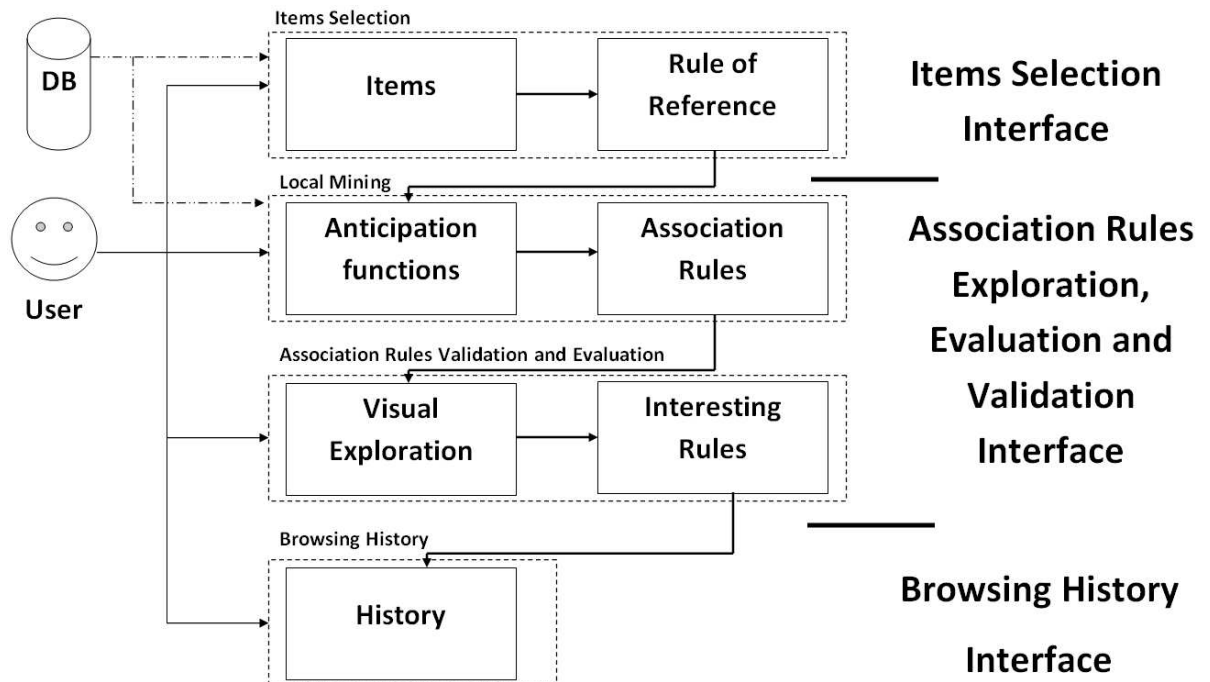 Items Selection
DB
Items
Rule of
Reference
Items Selection
Interface
Local Mining
User
Anticipation
functions
Association
Rules
Association Rules
Exploration,
Evaluation and
Validation
Interface
Association Rules Validation and Evaluation
Visual
Exploration
Interesting
Rules
Browsing History
History
Browsing History
Interface